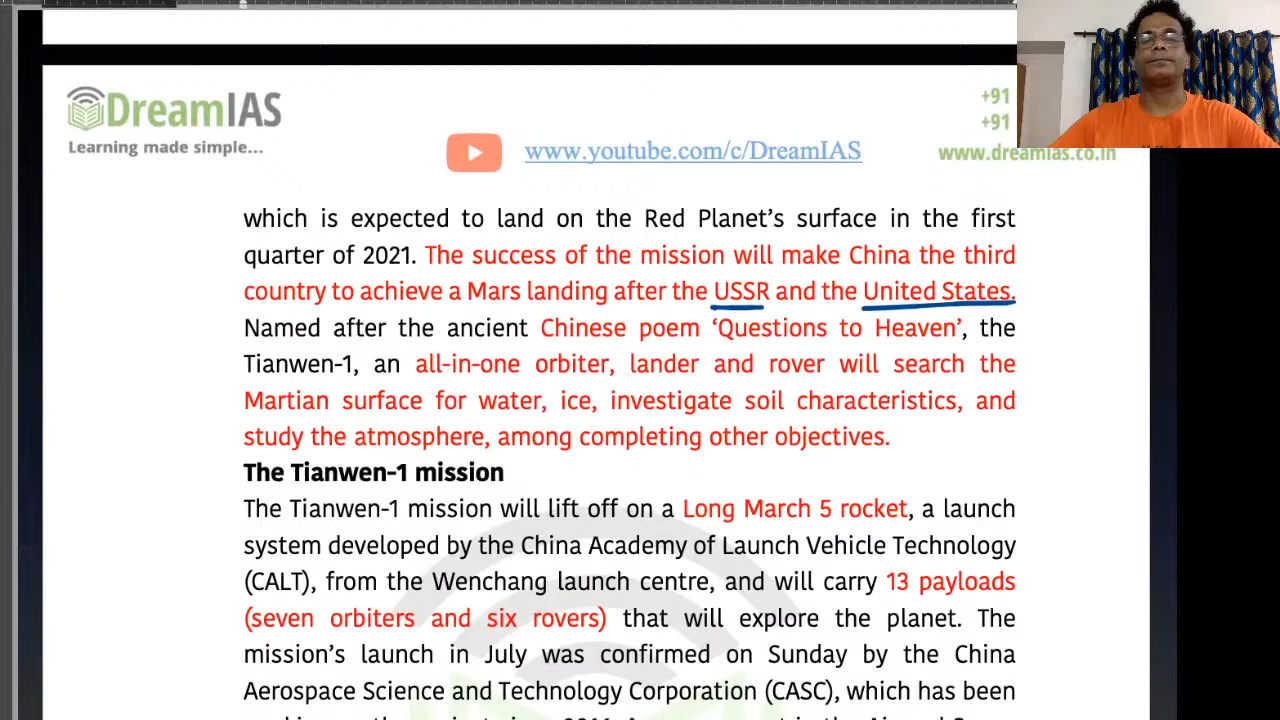 DreamIAS
Learning made simple...
+91
+91
www.youtube.com/c/DreamIAS
www.dreamias.co.in
which is expected to land on the Red Planet’s surface in the first
quarter of 2021. The success of the mission will make China the third
country to achieve a Mars landing after the USSR and the United States.
Named after the ancient Chinese poem ‘Questions to Heaven’, the
Tianwen-1, an all-in-one orbiter, lander and rover will search the
Martian surface for water, ice, investigate soil characteristics, and
study the atmosphere, among completing other objectives.
The Tianwen-1 mission
The Tianwen-1 mission will lift off on a Long March 5 rocket, a launch
system developed by the China Academy of Launch Vehicle Technology
(CALT), from the Wenchang launch centre, and will carry 13 payloads
(seven orbiters and six rovers) that will explore the planet. The
mission’s launch in July was confirmed on Sunday by the China
Aerospace Science and Technology Corporation (CASC), which has been